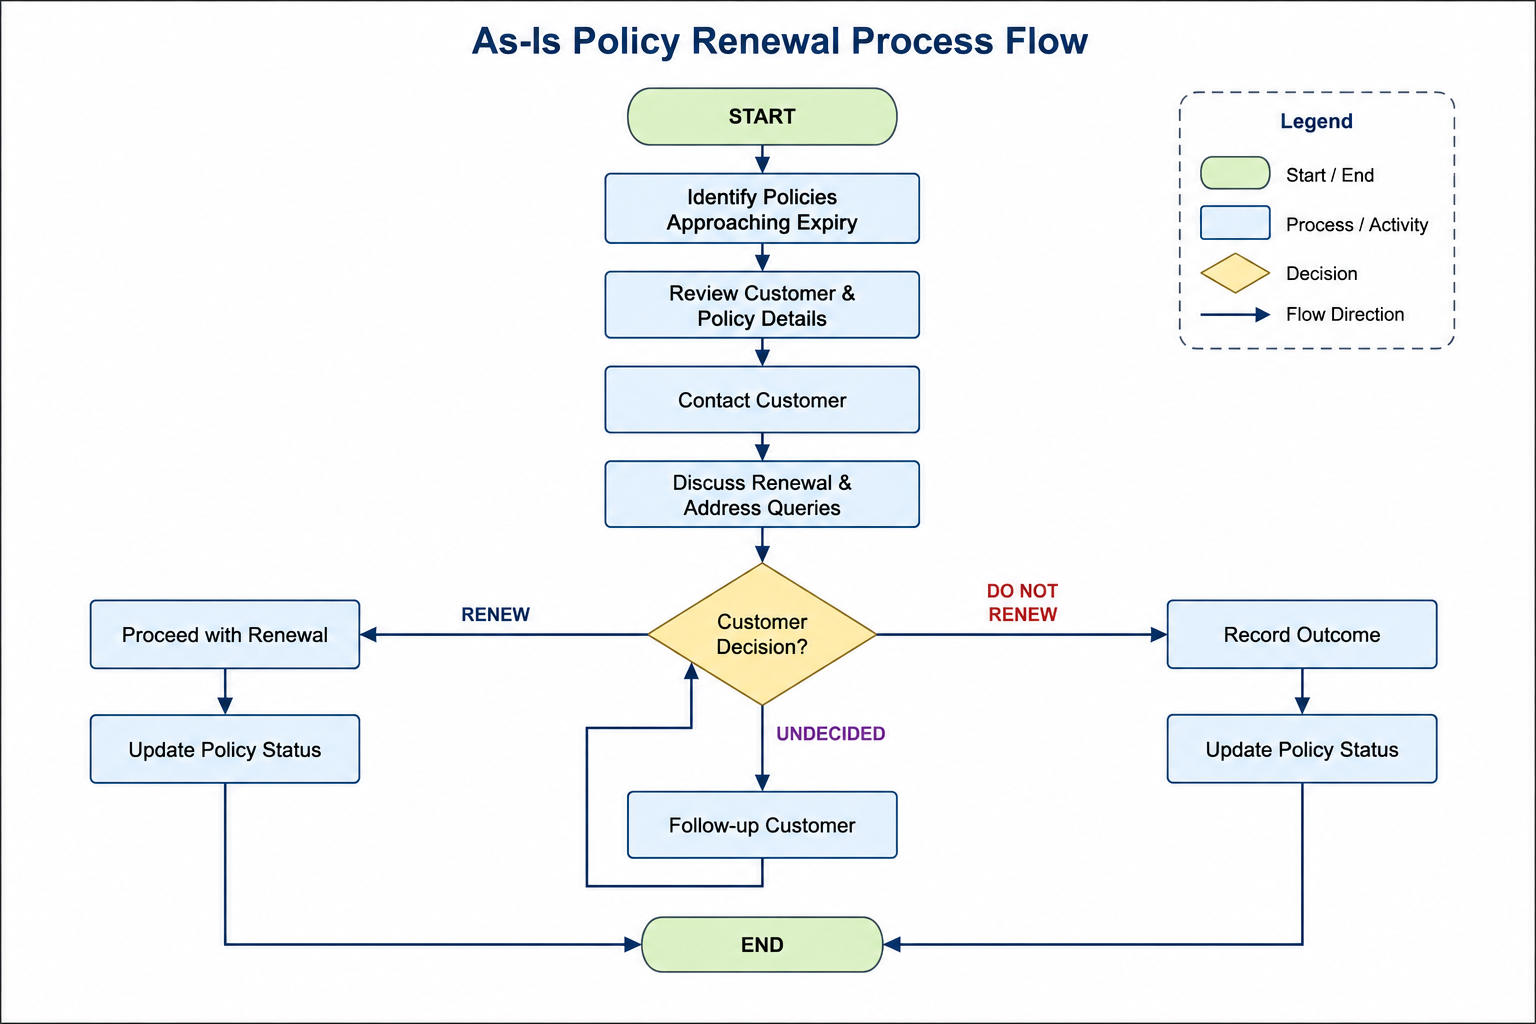 As-Is Policy Renewal Process Flow
START
Legend
Start / End
Process / Activity
Decision
Flow Direction
Identify Policies
Approaching Expiry
Review Customer &
Policy Details
Contact Customer
Discuss Renewal &
Address Queries
Customer
Decision?
RENEW
DO NOT
RENEW
UNDECIDED
Proceed with Renewal
Update Policy Status
Record Outcome
Update Policy Status
Follow-up Customer
END